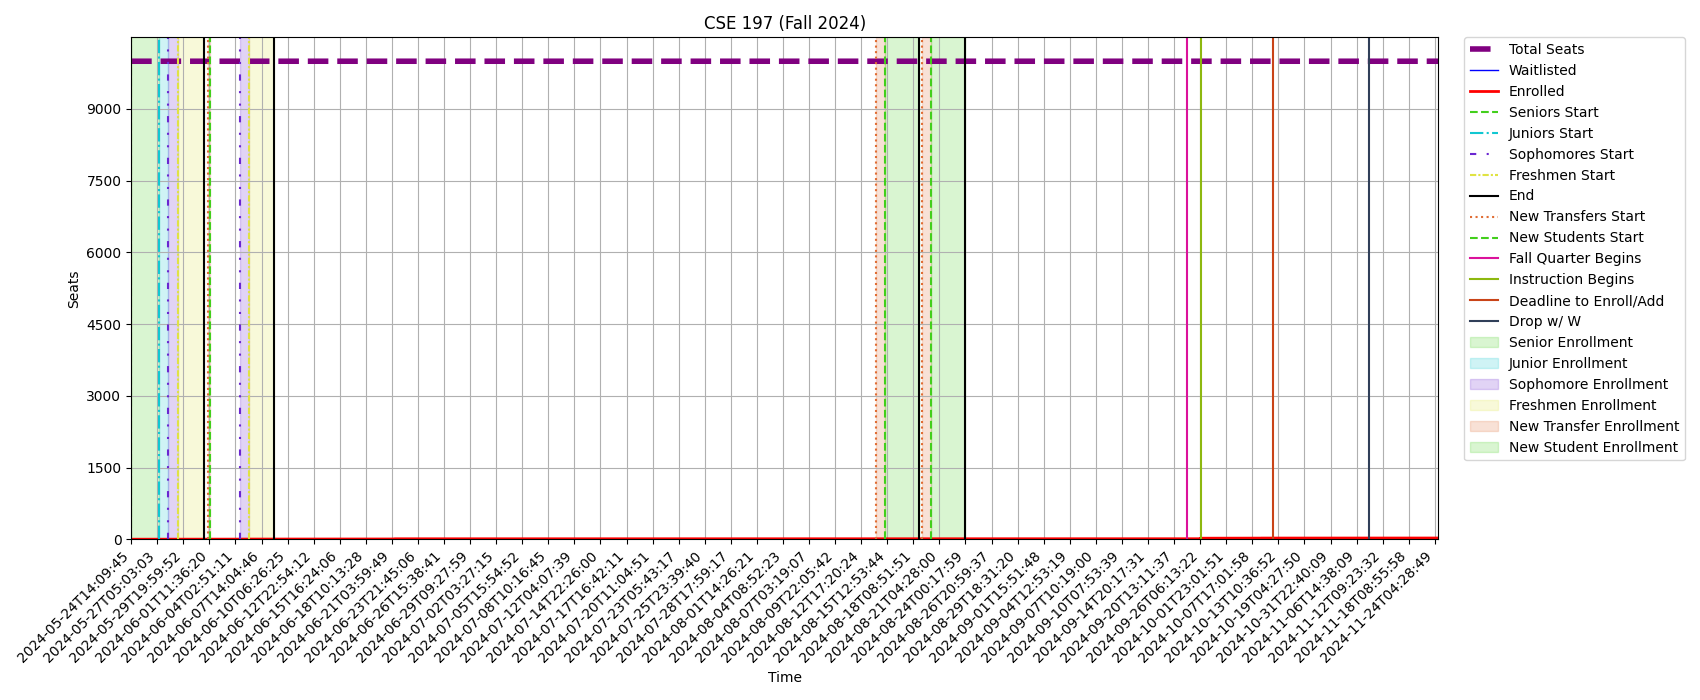 CSE 197 (Fall 2024)
Seats
9000
7500
6000
4500
3000
1500
0
2024-05-24T14:09:45
2024-05-27T05:03:03
2024-05-29T19:59:52
2024-06-01T11:36:20
2024-06-04T02:51:11
2024-06-07T14:04:46
2024-06-10T06:26:25
2024-06-12T22:54:12
2024-06-15T16:24:06
2024-06-18T10:13:28
2024-06-21T03:59:49
2024-06-23T21:45:06
2024-06-26T15:38:41
2024-06-29T09:27:59
2024-07-02T03:27:15
2024-07-05T15:54:52
2024-07-08T10:16:45
2024-07-12T04:07:39
2024-07-14T22:26:00
2024-07-17T16:42:11
2024-07-20T11:04:51
2024-07-23T05:43:17
2024-07-25T23:39:40
2024-07-28T17:59:17
2024-08-01T14:26:21
2024-08-04T08:52:23
2024-08-07T03:19:07
2024-08-09T22:05:42
2024-08-12T17:20:24
2024-08-15T12:53:44
2024-08-18T08:51:51
2024-08-21T04:28:00
2024-08-24T00:17:59
2024-08-26T20:59:37
2024-08-29T18:31:20
2024-09-01T15:51:48
2024-09-04T12:53:19
2024-09-07T10:19:00
2024-09-10T07:53:39
2024-09-14T20:17:31
2024-09-20T13:11:37
2024-09-26T06:13:22
2024-10-01T23:01:51
2024-10-07T17:01:58
2024-10-13T10:36:52
2024-10-19T04:27:50
2024-10-31T22:40:09
2024-11-06T14:38:09
2024-11-12T09:23:32
2024-11-18T08:55:58
2024-11-24T04:28:49
Time
Total Seats
Waitlisted
Enrolled
Seniors Start
Juniors Start
Sophomores Start
Freshmen Start
End
New Transfers Start
New Students Start
Fall Quarter Begins
Instruction Begins
Deadline to Enroll/Add
Drop w/ W
Senior Enrollment
Junior Enrollment
Sophomore Enrollment
Freshmen Enrollment
New Transfer Enrollment
New Student Enrollment